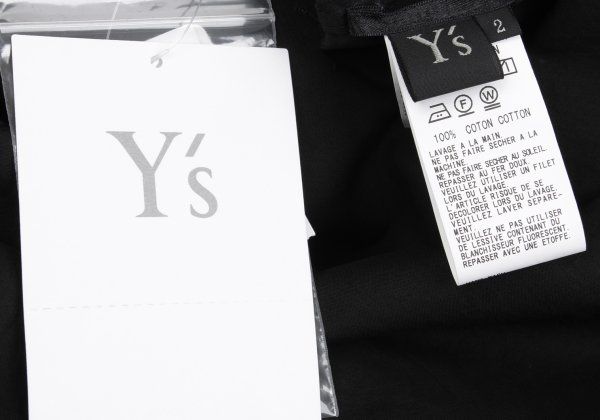 Y's
Y's
2
100% COTON COTTON
LAVAGE A LA MAIN.
NE PAS FAIRE SECHER A LA
MACHINE.
NE PAS FAIRE SECHER AU SOLEIL.
REPASSER AU FER DOUX.
VEUILLEZ UTILISER UN FILET
LORS DU LAVAGE.
L'ARTICLE RISQUE DE SE
DECOLORER LORS DU LAVAGE.
VEUILLEZ LAVER SEPARE-
MENT.
VEUILLEZ NE PAS UTILISER
DE LESSIVE CONTENANT DU
BLANCHISSEUR FLUORESCENT.
REPASSER AVEC UNE ETOFFE.